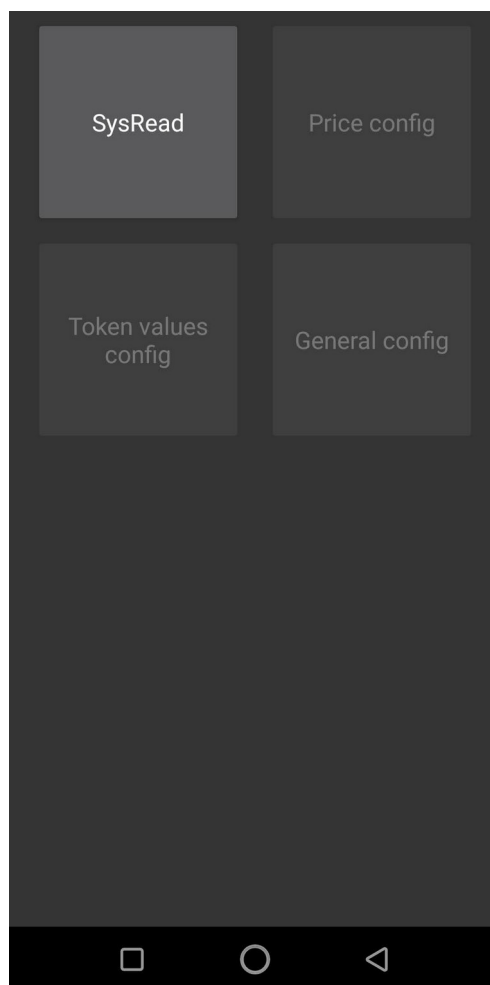 SysRead
Price config
Token values
config
General config